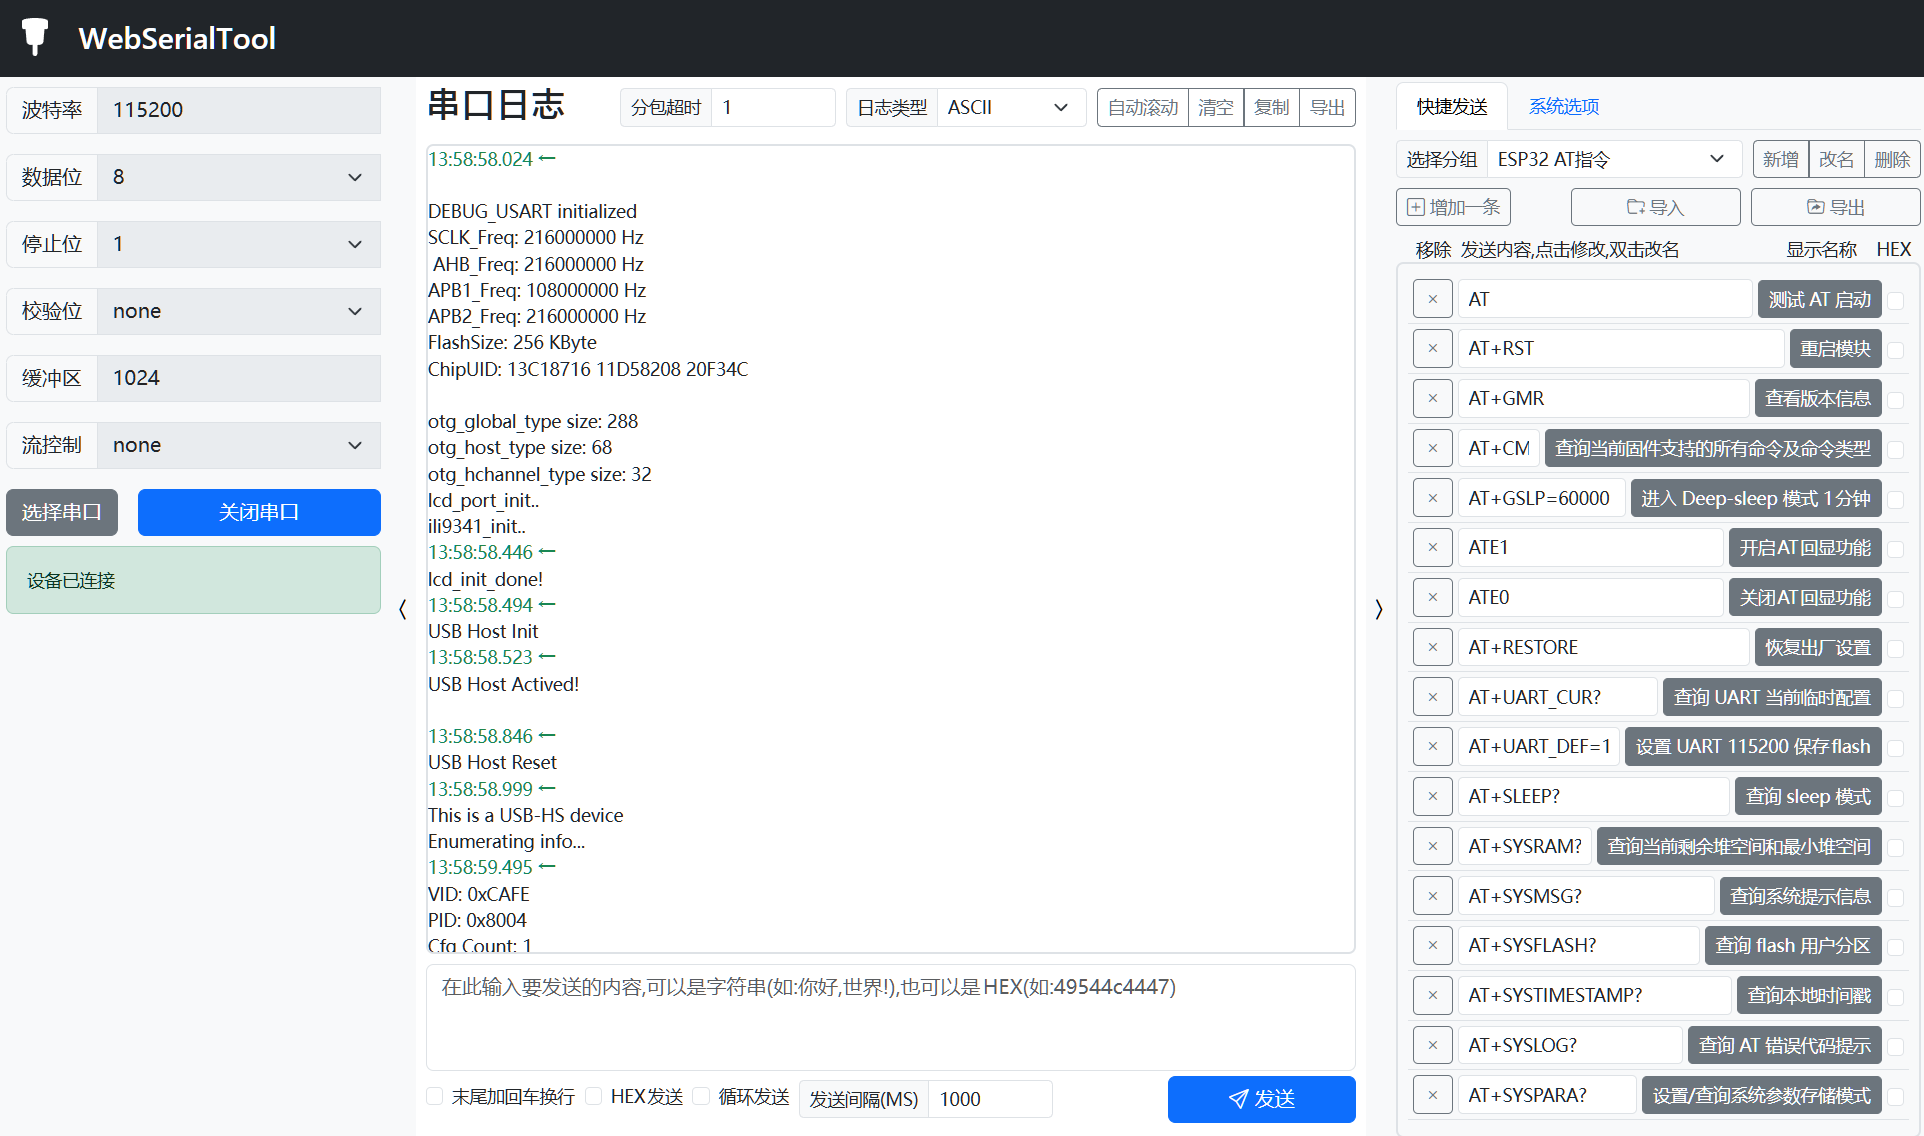 WebSerialTool
波特率 115200
数据位 8
停止位 1
校验位 none
缓冲区 1024
流控制 none
选择串口 关闭串口
设备已连接
串口日志 分包超时 1 日志类型 ASCII 自动滚动 清空 复制 导出
13:58:58.024 ←
DEBUG_USART initialized
SCLK_Freq: 216000000 Hz
AHB_Freq: 216000000 Hz
APB1_Freq: 108000000 Hz
APB2_Freq: 216000000 Hz
FlashSize: 256 KByte
ChipUID: 13C18716 11D58208 20F34C
otg_global_type size: 288
otg_host_type size: 68
otg_hchannel_type size: 32
lcd_port_init..
ili9341_init..
13:58:58.446 ←
lcd_init_done!
13:58:58.494 ←
USB Host Init
13:58:58.523 ←
USB Host Actived!
13:58:58.846 ←
USB Host Reset
13:58:58.999 ←
This is a USB-HS device
Enumerating info...
13:58:59.495 ←
VID: 0xCAFE
PID: 0x8004
Cfg Count: 1
在此输入要发送的内容,可以是字符串(如:你好,世界!),也可以是HEX(如:49544c4447)
末尾加回车换行 HEX发送 循环发送 发送间隔(MS) 1000 发送
快捷发送 系统选项
选择分组 ESP32 AT指令 新增 改名 删除
增加一条 导入 导出
移除 发送内容,点击修改,双击改名 显示名称 HEX
× AT 测试 AT 启动
× AT+RST 重启模块
× AT+GMR 查看版本信息
× AT+CM 查询当前固件支持的所有命令及命令类型
× AT+GSLP=60000 进入 Deep-sleep 模式 1分钟
× ATE1 开启AT回显功能
× ATE0 关闭AT回显功能
× AT+RESTORE 恢复出厂设置
× AT+UART_CUR? 查询 UART 当前临时配置
× AT+UART_DEF=1 设置 UART 115200 保存flash
× AT+SLEEP? 查询 sleep 模式
× AT+SYSRAM? 查询当前剩余堆空间和最小堆空间
× AT+SYSMSG? 查询系统提示信息
× AT+SYSFLASH? 查询 flash 用户分区
× AT+SYSTIMESTAMP? 查询本地时间戳
× AT+SYSLOG? 查询 AT 错误代码提示
× AT+SYSPARA? 设置/查询系统参数存储模式